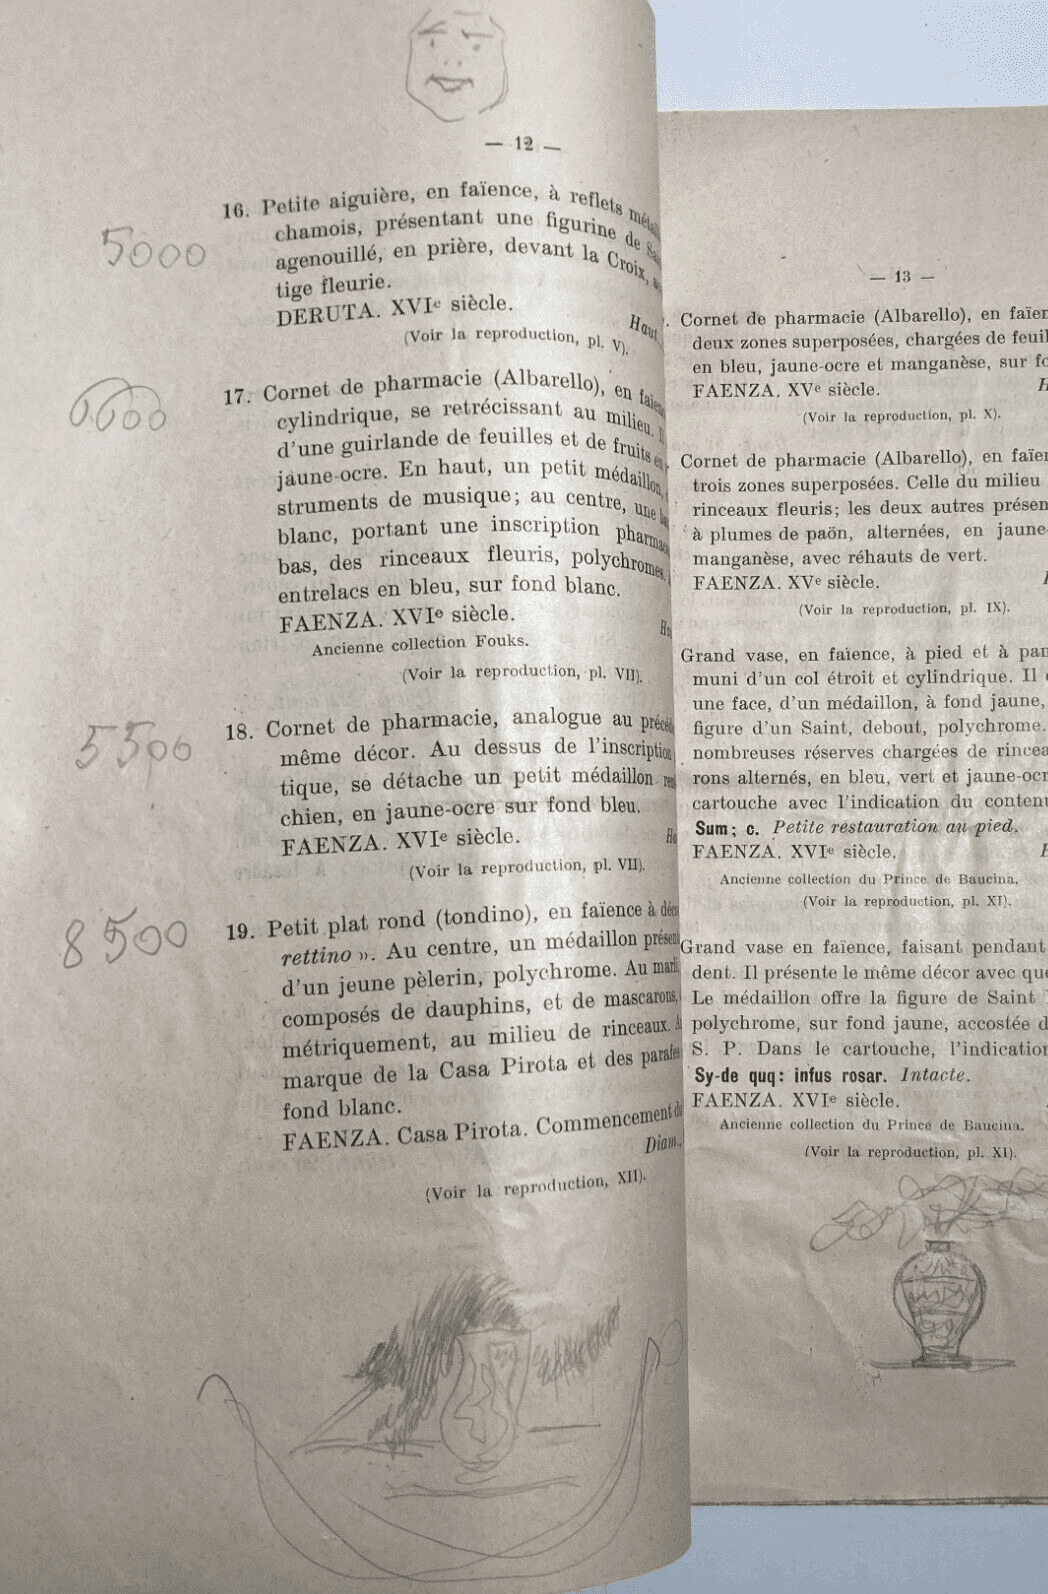 — 12 —
5000
16. Petite aiguière, en faïence, à reflets
chamois, présentant une figurine de
agenouillé, en prière, devant la Croix,
tige fleurie.
DERUTA. XVIe siècle.
(Voir la reproduction, pl. V).
6600
17. Cornet de pharmacie (Albarello), en
cylindrique, se retrécissant au milieu.
d'une guirlande de feuilles et de fruits
jaune-ocre. En haut, un petit médaillon,
struments de musique; au centre, une
blanc, portant une inscription
bas, des rinceaux fleuris, polychromes,
entrelacs en bleu, sur fond blanc.
FAENZA. XVIe siècle.
Ancienne collection Fouks.
(Voir la reproduction, pl. VII).
5500
18. Cornet de pharmacie, analogue au
même décor. Au dessus de l'inscription
tique, se détache un petit médaillon
chien, en jaune-ocre sur fond bleu.
FAENZA. XVIe siècle.
(Voir la reproduction, pl. VII).
8500
19. Petit plat rond (tondino), en faïence à
rettino ». Au centre, un médaillon
d'un jeune pèlerin, polychrome. Au
composés de dauphins, et de mascarons,
métriquement, au milieu de rinceaux.
marque de la Casa Pirota et des parafes
fond blanc.
FAENZA. Casa Pirota. Commencement
Diam.
(Voir la reproduction, XII).
— 13 —
Cornet de pharmacie (Albarello), en
deux zones superposées, chargées de
en bleu, jaune-ocre et manganèse, sur
FAENZA. XVe siècle.
(Voir la reproduction, pl. X).
Cornet de pharmacie (Albarello), en
trois zones superposées. Celle du milieu
rinceaux fleuris; les deux autres
à plumes de paön, alternées, en jaune-
manganèse, avec réhauts de vert.
FAENZA. XVe siècle.
(Voir la reproduction, pl. IX).
Grand vase, en faïence, à pied et à
muni d'un col étroit et cylindrique. Il
une face, d'un médaillon, à fond jaune,
figure d'un Saint, debout, polychrome.
nombreuses réserves chargées de
rons alternés, en bleu, vert et
cartouche avec l'indication du
Sum; c. Petite restauration au pied.
FAENZA. XVIe siècle.
Ancienne collection du Prince de Baucina.
(Voir la reproduction, pl. XI).
Grand vase en faïence, faisant pendant
dent. Il présente le même décor avec
Le médaillon offre la figure de Saint
polychrome, sur fond jaune, accostée
S. P. Dans le cartouche, l'indication
Sy-de quq: infus rosar. Intacte.
FAENZA. XVIe siècle.
Ancienne collection du Prince de Baucina.
(Voir la reproduction, pl. XI).